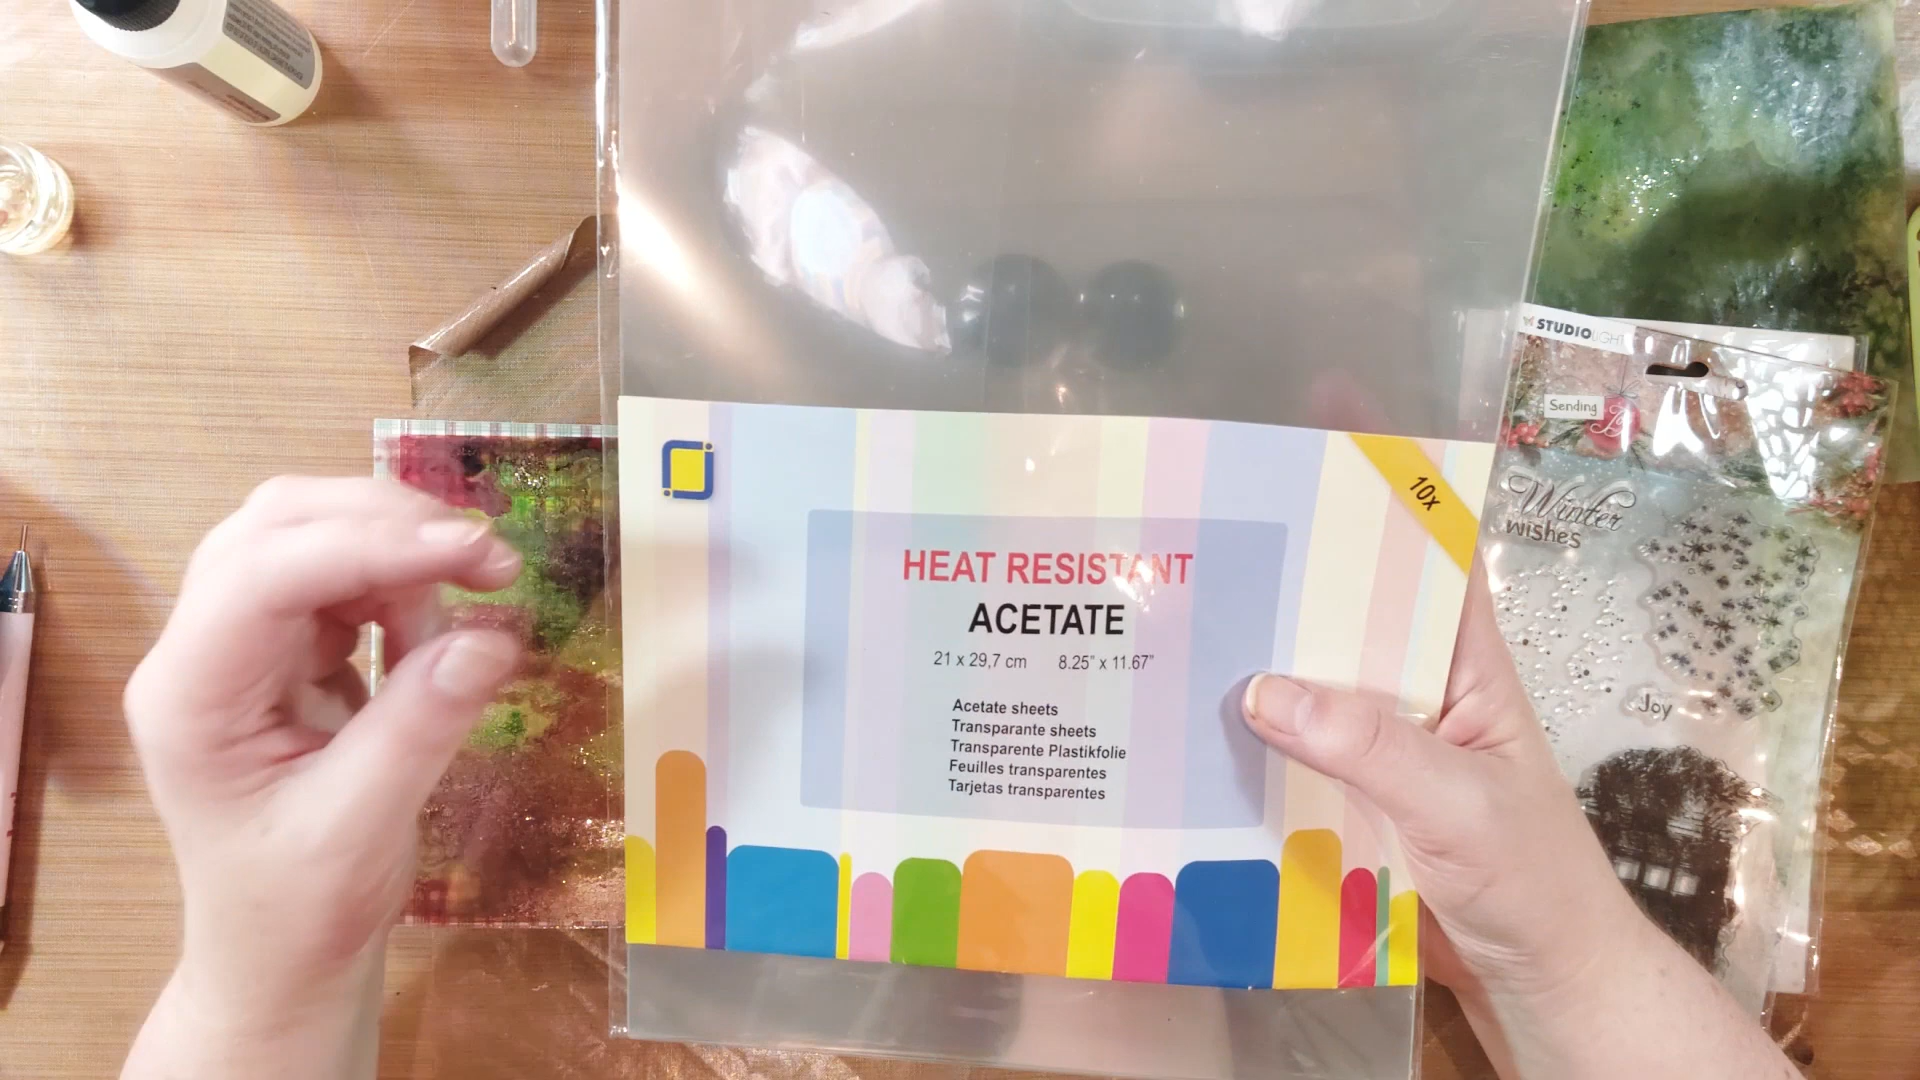 10x
HEAT RESISTANT
ACETATE
21 x 29,7 cm 8.25" x 11.67"
Acetate sheets
Transparante sheets
Transparente Plastikfolie
Feuilles transparentes
Tarjetas transparentes
STUDIOLIGHT
Sending
Winter
wishes
Joy